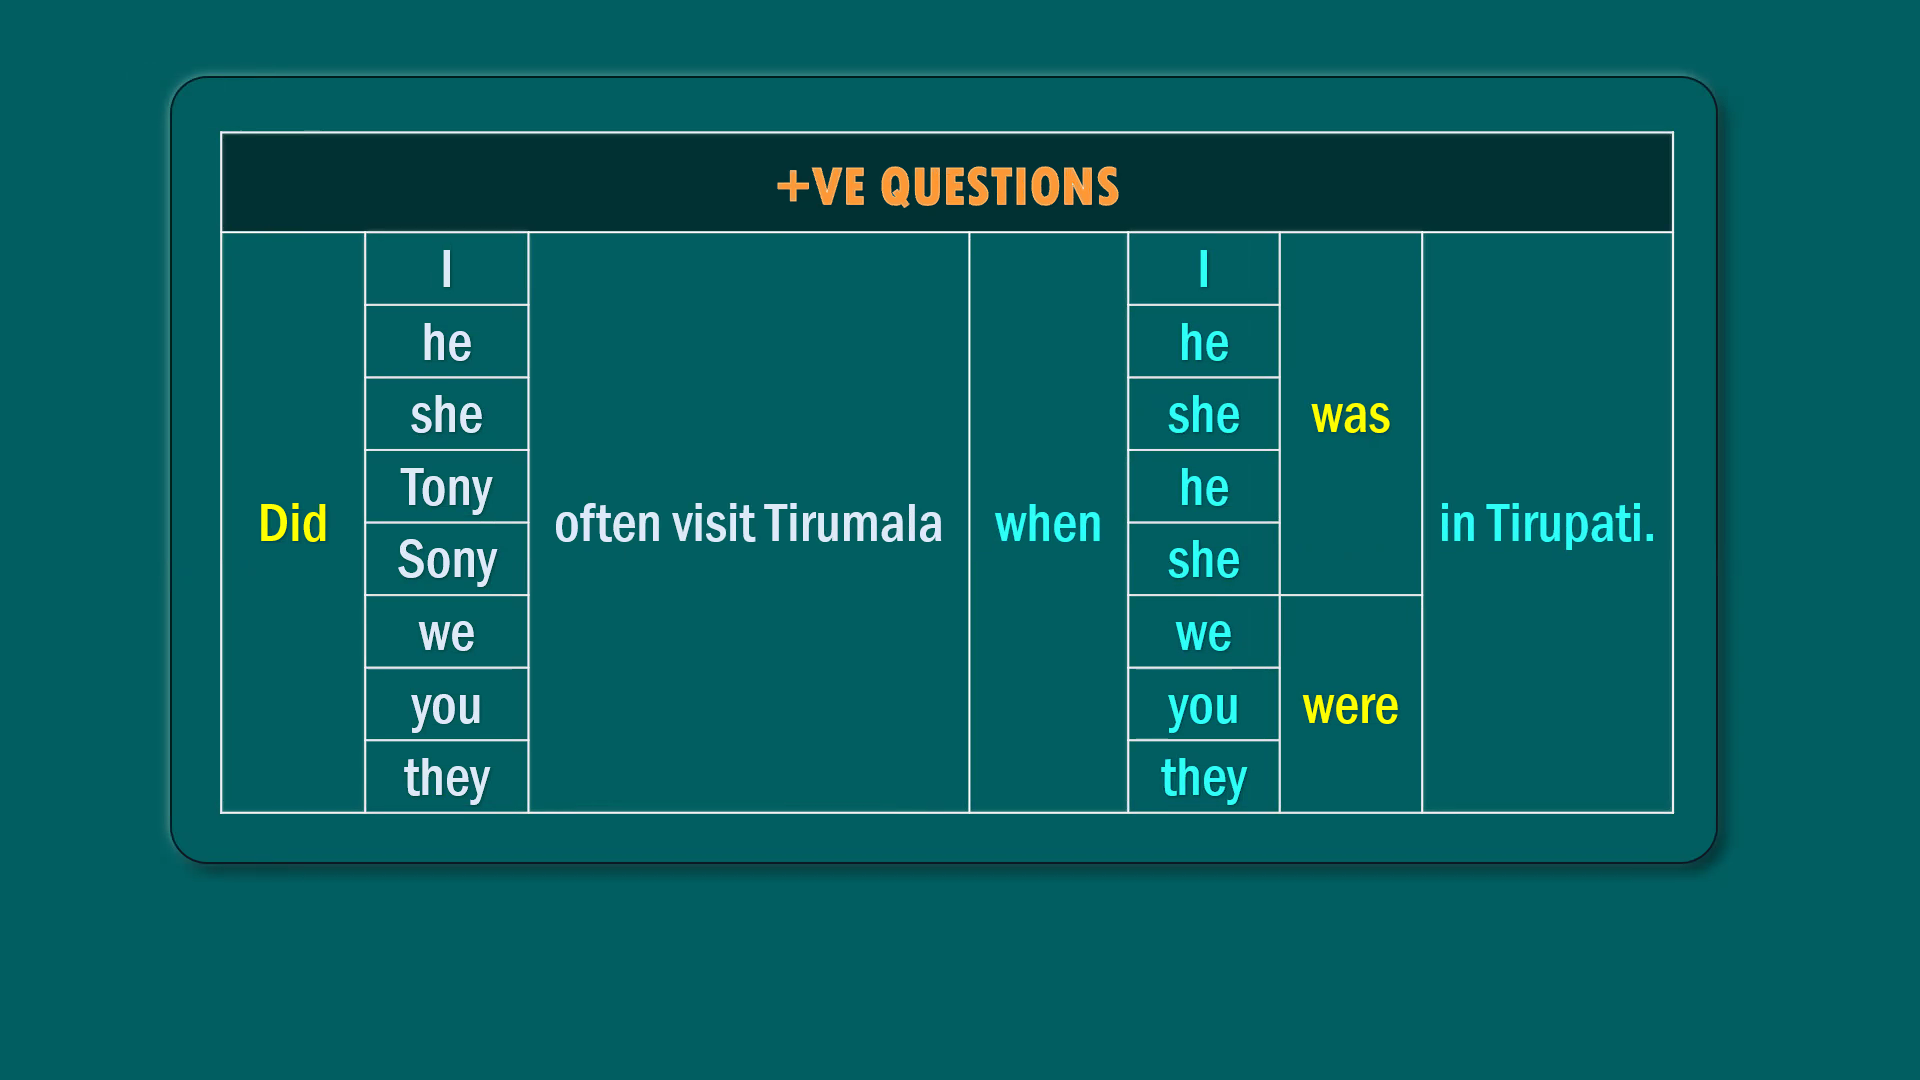 +VE QUESTIONS
Did
I
he
she
Tony
Sony
we
you
they
often visit Tirumala
when
I
he
she
he
she
we
you
they
was
were
in Tirupati.